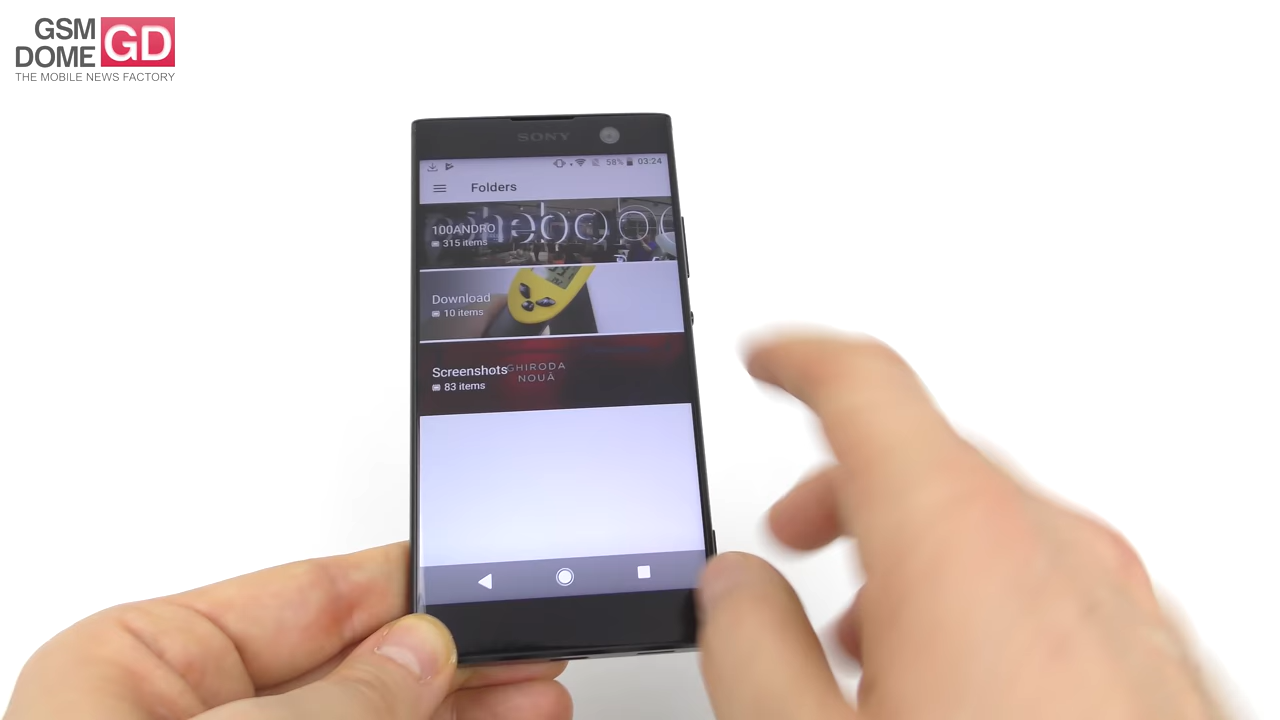 GSM
DOME GD
THE MOBILE NEWS FACTORY
SONY
58% 03:24
Folders
100ANDRO
315 items
Download
10 items
Screenshots
83 items
GHIRODA
NOUĂ